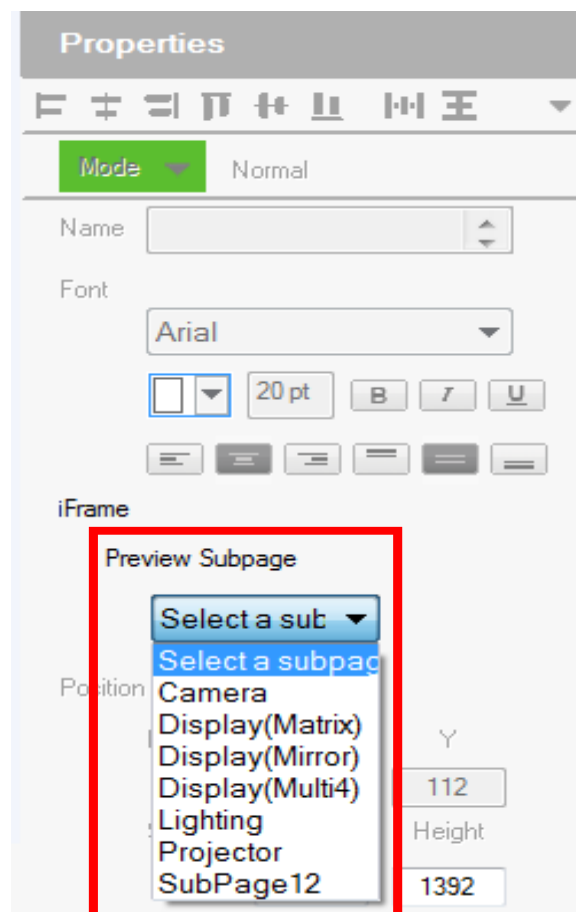 Properties
Mode Normal
Name
Font
Arial
20 pt B I U
iFrame
Preview Subpage
Select a sub
Select a subpag
Camera
Position
Display(Matrix)
Y
Display(Mirror)
Display(Multi4)
112
Lighting
Height
Projector
SubPage12
1392